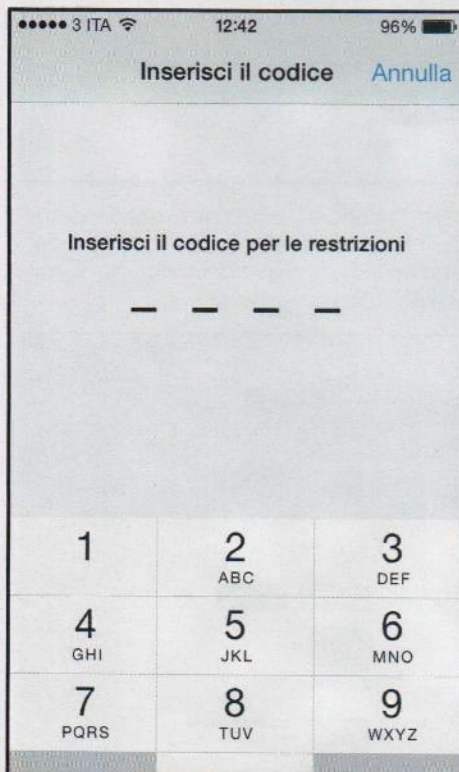 3 ITA 12:42 96%
Inserisci il codice Annulla
Inserisci il codice per le restrizioni
1 2 3
ABC DEF
4 5 6
GHI JKL MNO
7 8 9
PQRS TUV WXYZ